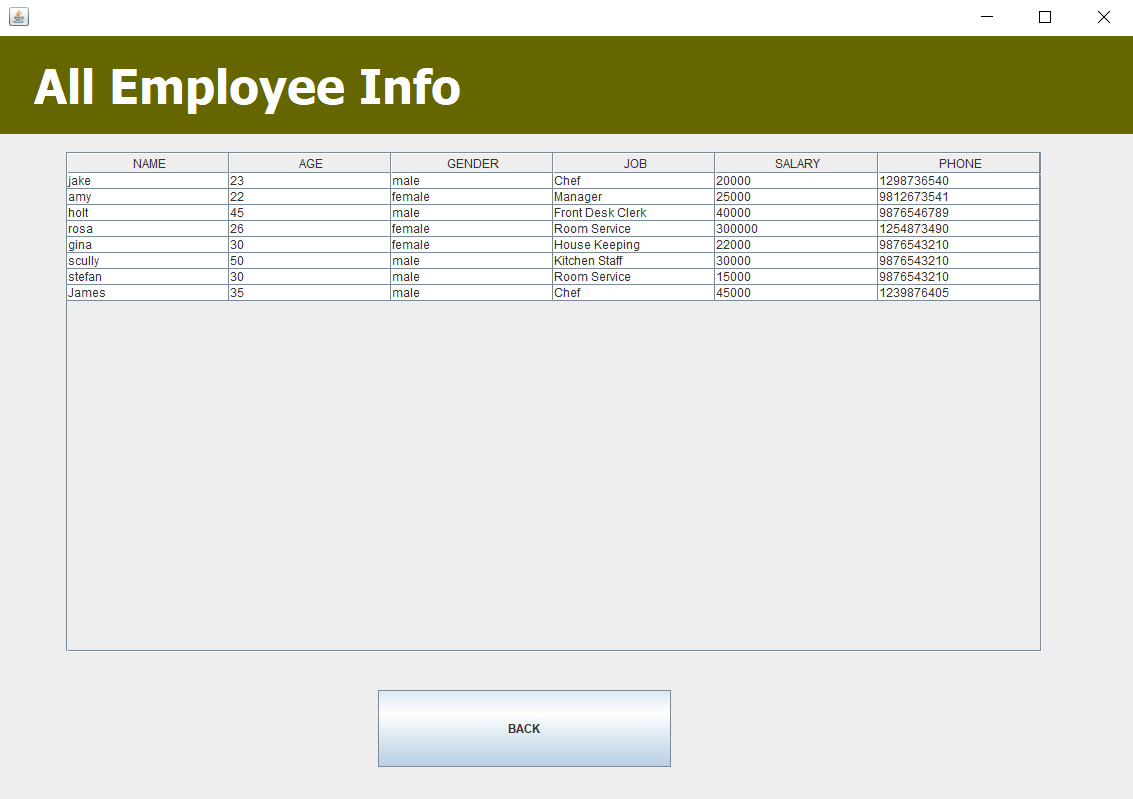 All Employee Info
NAME AGE GENDER JOB SALARY PHONE
jake 23 male Chef 20000 1298736540
amy 22 female Manager 25000 9812673541
holt 45 male Front Desk Clerk 40000 9876546789
rosa 26 female Room Service 300000 1254873490
gina 30 female House Keeping 22000 9876543210
scully 50 male Kitchen Staff 30000 9876543210
stefan 30 male Room Service 15000 9876543210
James 35 male Chef 45000 1239876405
BACK